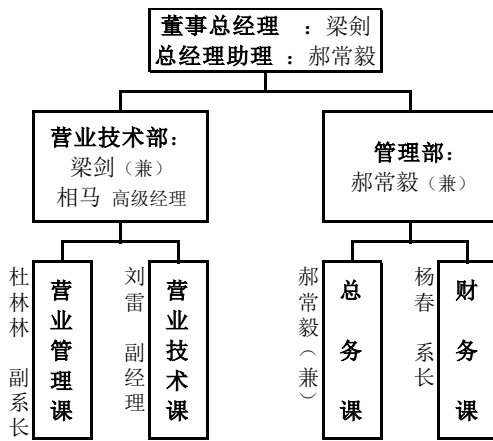 董事总经理 ：梁剣
总经理助理 ：郝常毅
营业技术部：
梁剑（兼）
相马 高级经理
管理部：
郝常毅（兼）
杜林林 副系长
营业管理课
刘雷 副经理
营业技术课
郝常毅（兼）
总务课
杨春 系长
财务课